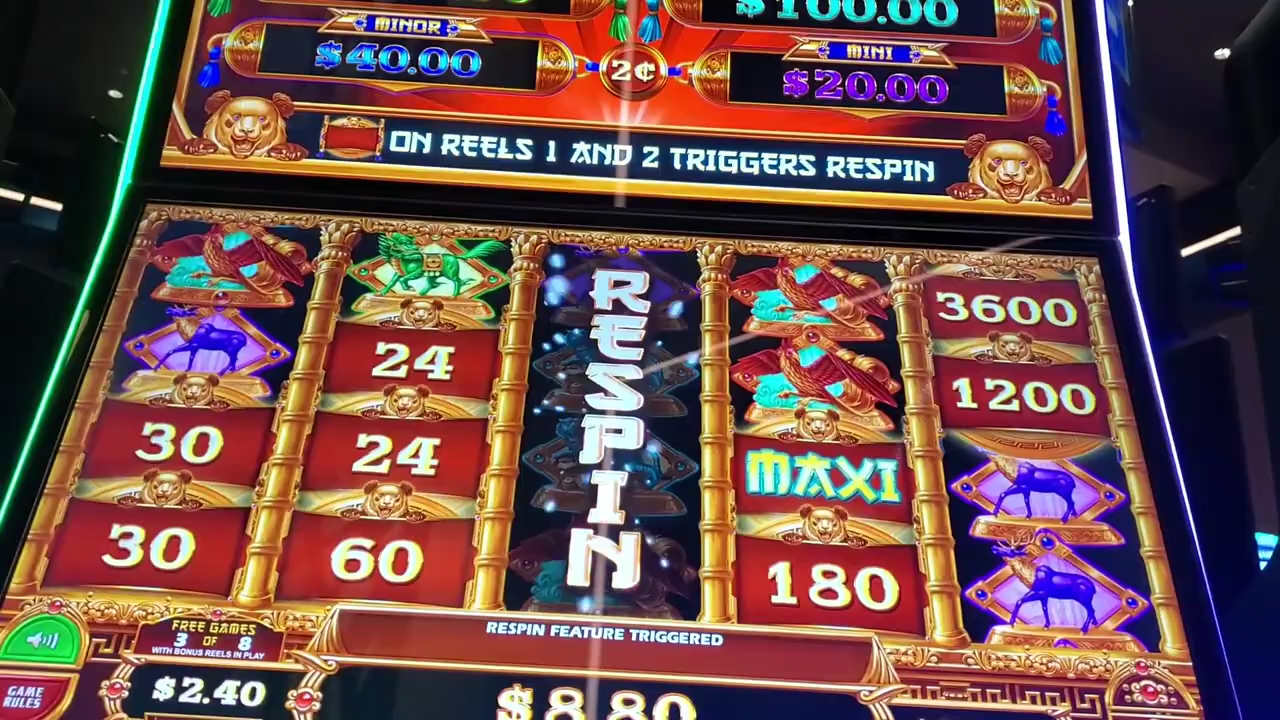 $100.00
MINOR
$40.00
2¢
MINI
$20.00
ON REELS 1 AND 2 TRIGGERS RESPIN
RESPIN
3600
24
1200
30
24
MAXI
30
60
180
RESPIN FEATURE TRIGGERED
FREE GAMES
3 OF 8
WITH BONUS REELS IN PLAY
GAME
RULES
$2.40
$8.80